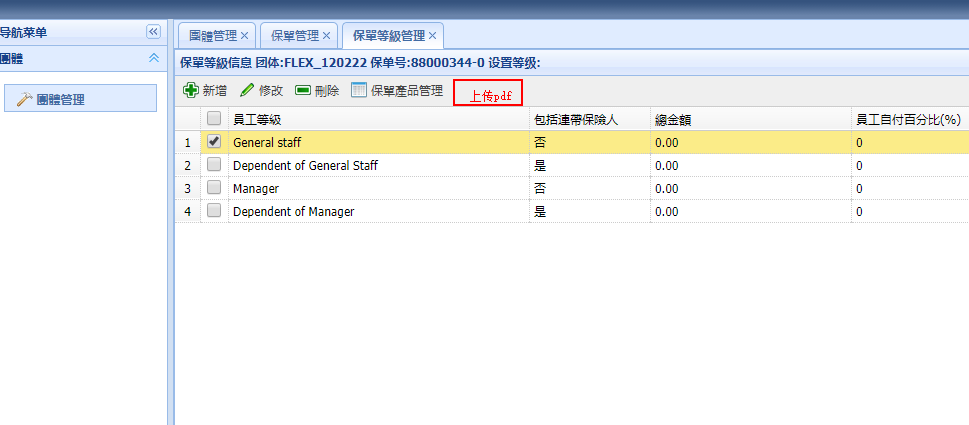 导航菜单
團體
團體管理
團體管理 保單管理 保單等級管理
保單等級信息 团体:FLEX_120222 保单号:88000344-0 设置等级:
新增 修改 刪除 保單產品管理 上传pdf
員工等級 包括連帶保險人 總金額 員工自付百分比(%)
1 General staff 否 0.00 0
2 Dependent of General Staff 是 0.00 0
3 Manager 否 0.00 0
4 Dependent of Manager 是 0.00 0